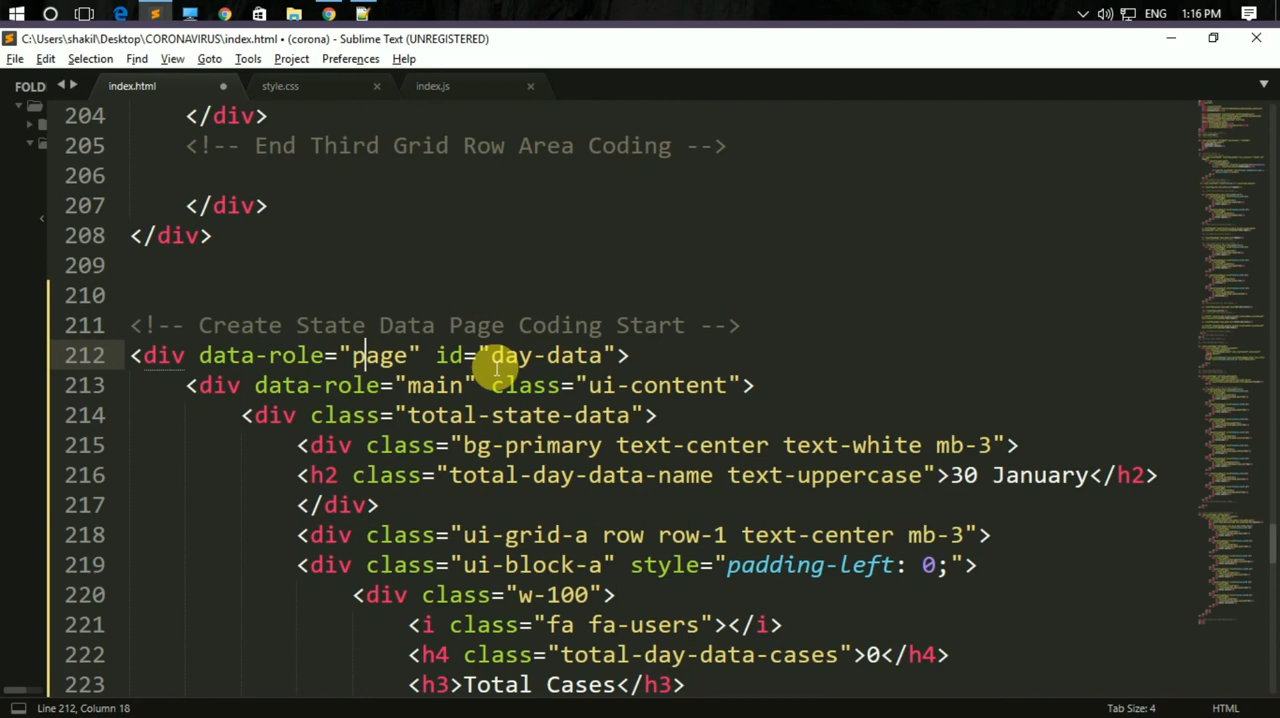 ENG 1:16 PM
C:\Users\shakil\Desktop\CORONAVIRUS\index.html • (corona) - Sublime Text (UNREGISTERED)
File Edit Selection View Goto Tools Project Preferences Help
FOLD index.html style.css index.js
204 </div>
205 <!-- End Third Grid Row Area Coding -->
206
207 </div>
208 </div>
209
210
211 <!-- Create State Data Page Coding Start -->
212 <div data-role="page" id="day-data">
213 <div data-role="main" class="ui-content">
214 <div class="total-state-data">
215 <div class="bg-primary text-center text-white mb-3">
216 <h2 class="total-day-data-name text-uppercase">30 January</h2>
217 </div>
218 <div class="ui-grid-a row row-1 text-center mb-3">
219 <div class="ui-block-a" style="padding-left: 0;">
220 <div class="w-100">
221 <i class="fa fa-users"></i>
222 <h4 class="total-day-data-cases">0</h4>
223 <h3>Total Cases</h3>
Line 212, Column 18 Tab Size: 4 HTML